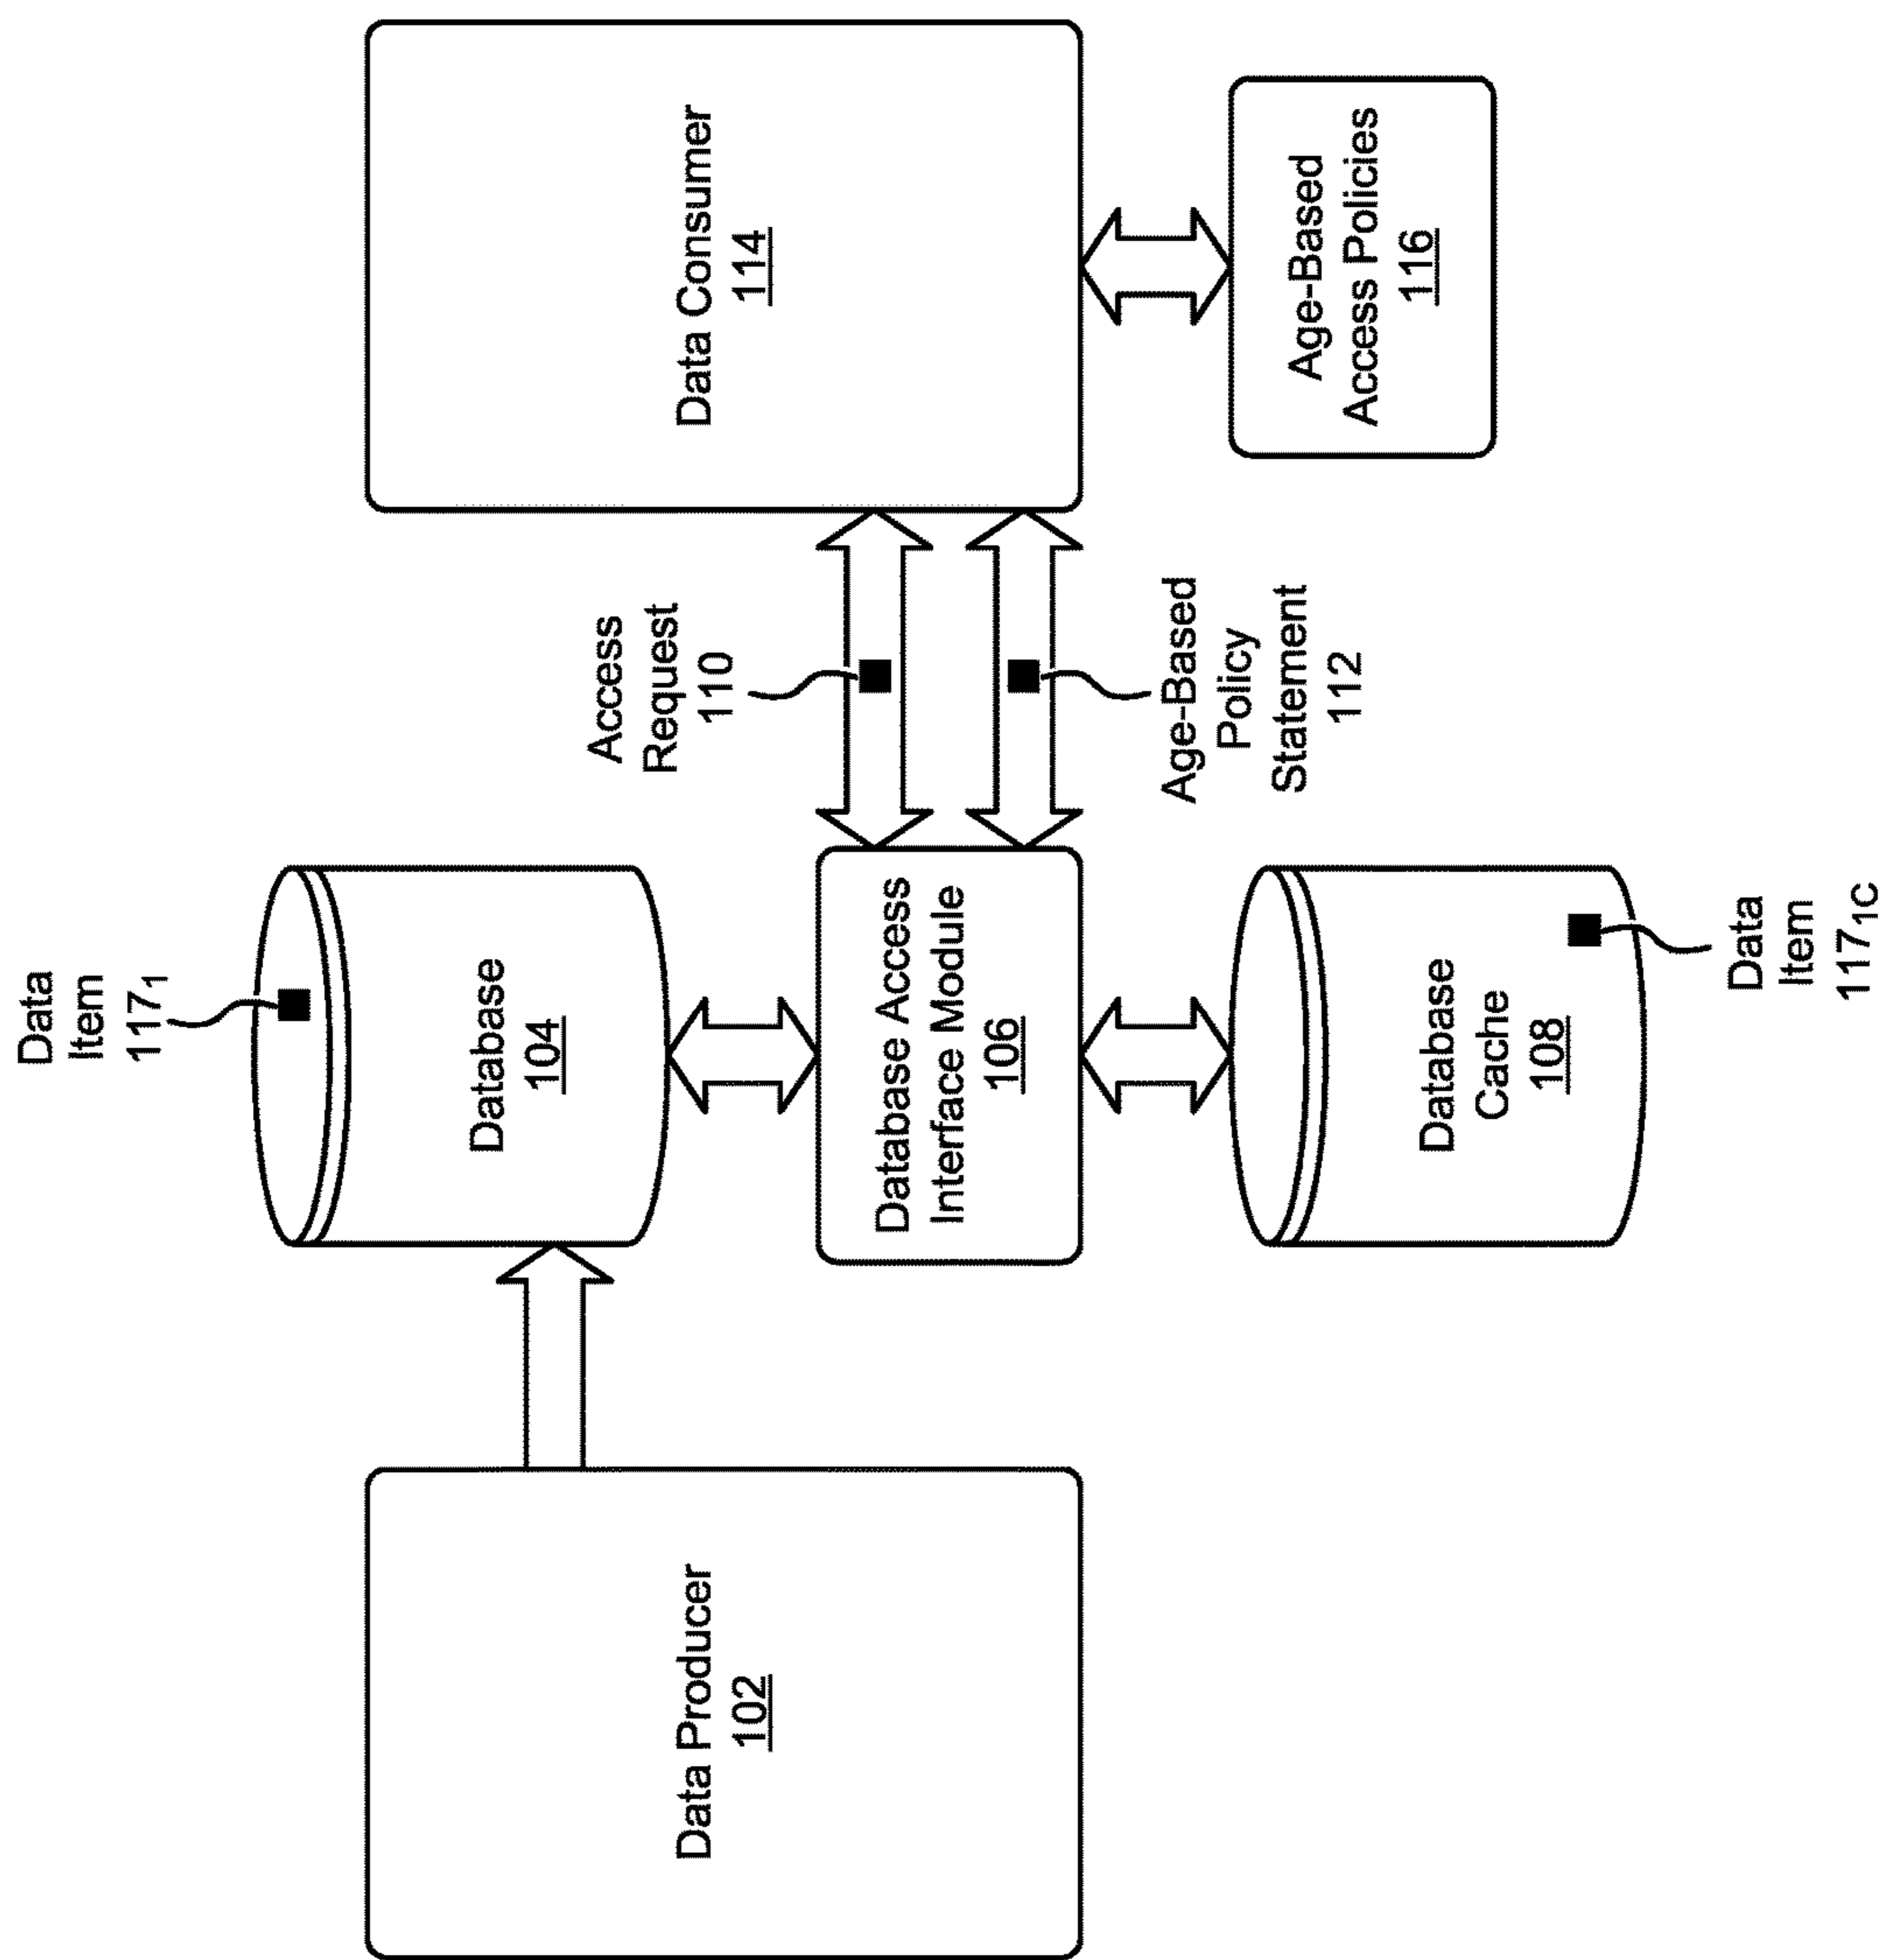 Data
Item
117₁
Data Producer
102
Database
104
Access
Request
110
Data Consumer
114
Database Access
Interface Module
106
Age-Based
Policy
Statement
112
Database
Cache
108
Age-Based
Access Policies
116
Data
Item
117₁C